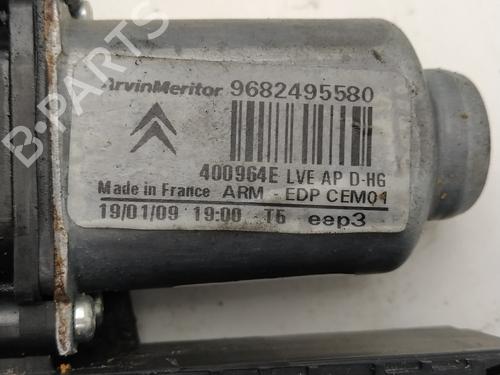 ArvinMeritor 9682495580
400964E LVE AP D-HG
Made in France ARM - EDP CEM01
19/01/09 19:00 T5 eep3
B-PARTS